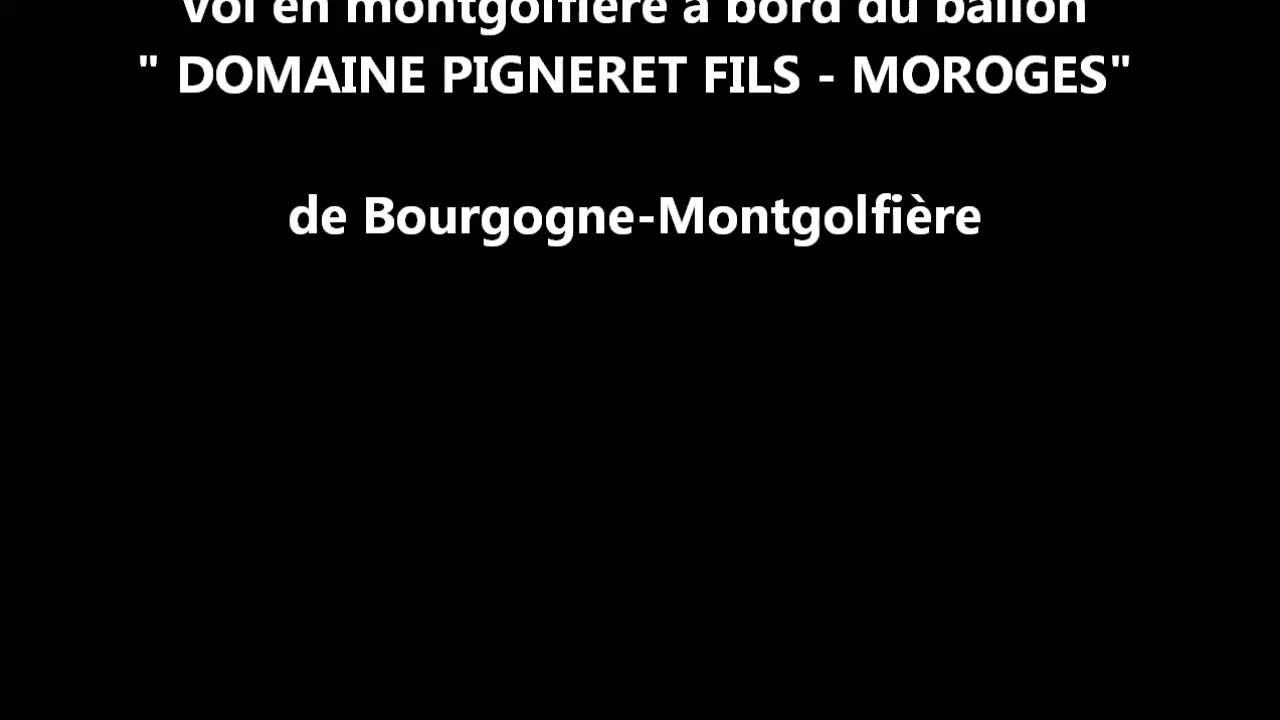 vol en montgolfière à bord du ballon
" DOMAINE PIGNERET FILS - MOROGES"
de Bourgogne-Montgolfière